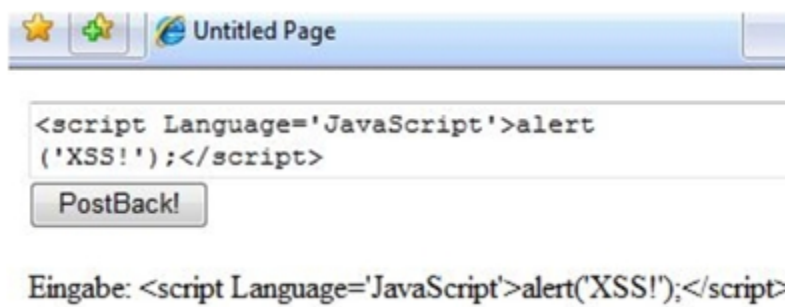 Untitled Page
<script Language='JavaScript'>alert
('XSS!');</script>
PostBack!
Eingabe: <script Language='JavaScript'>alert('XSS!');</script>